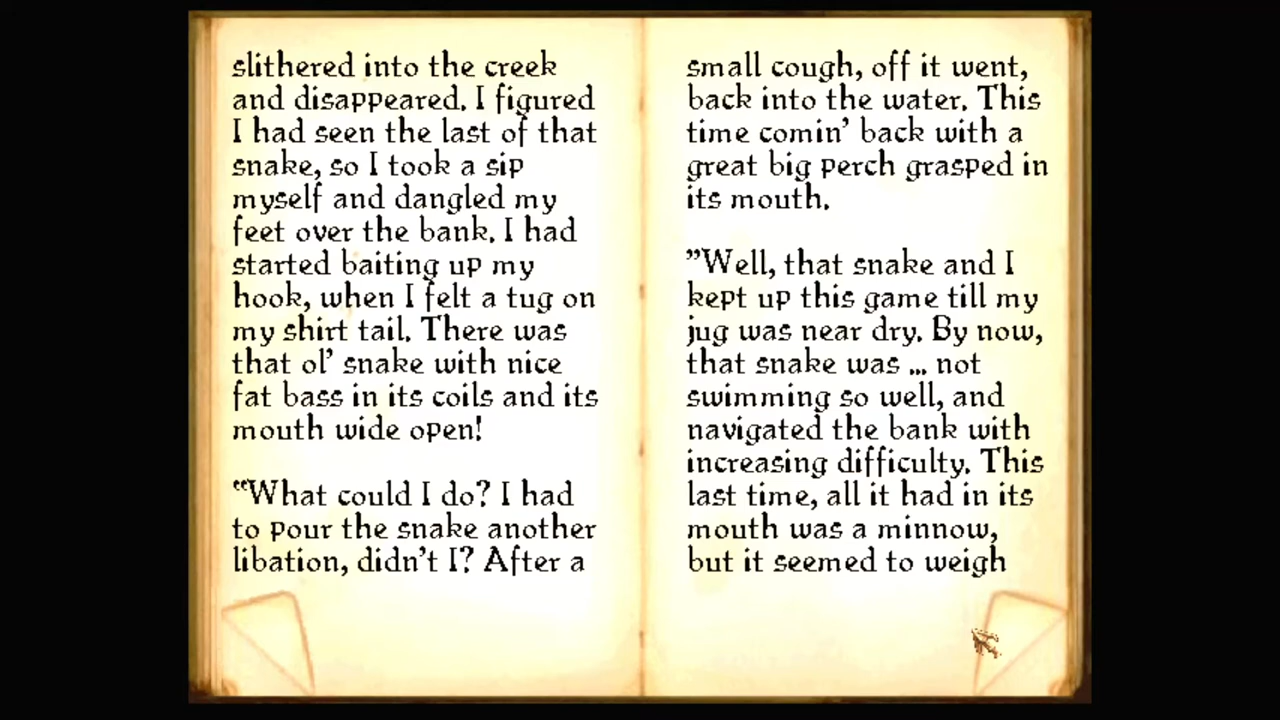 slithered into the creek
and disappeared. I figured
I had seen the last of that
snake, so I took a sip
myself and dangled my
feet over the bank. I had
started baiting up my
hook, when I felt a tug on
my shirt tail. There was
that ol’ snake with nice
fat bass in its coils and its
mouth wide open!
“What could I do? I had
to pour the snake another
libation, didn’t I? After a
small cough, off it went,
back into the water. This
time comin’ back with a
great big perch grasped in
its mouth.
”Well, that snake and I
kept up this game till my
jug was near dry. By now,
that snake was ... not
swimming so well, and
navigated the bank with
increasing difficulty. This
last time, all it had in its
mouth was a minnow,
but it seemed to weigh